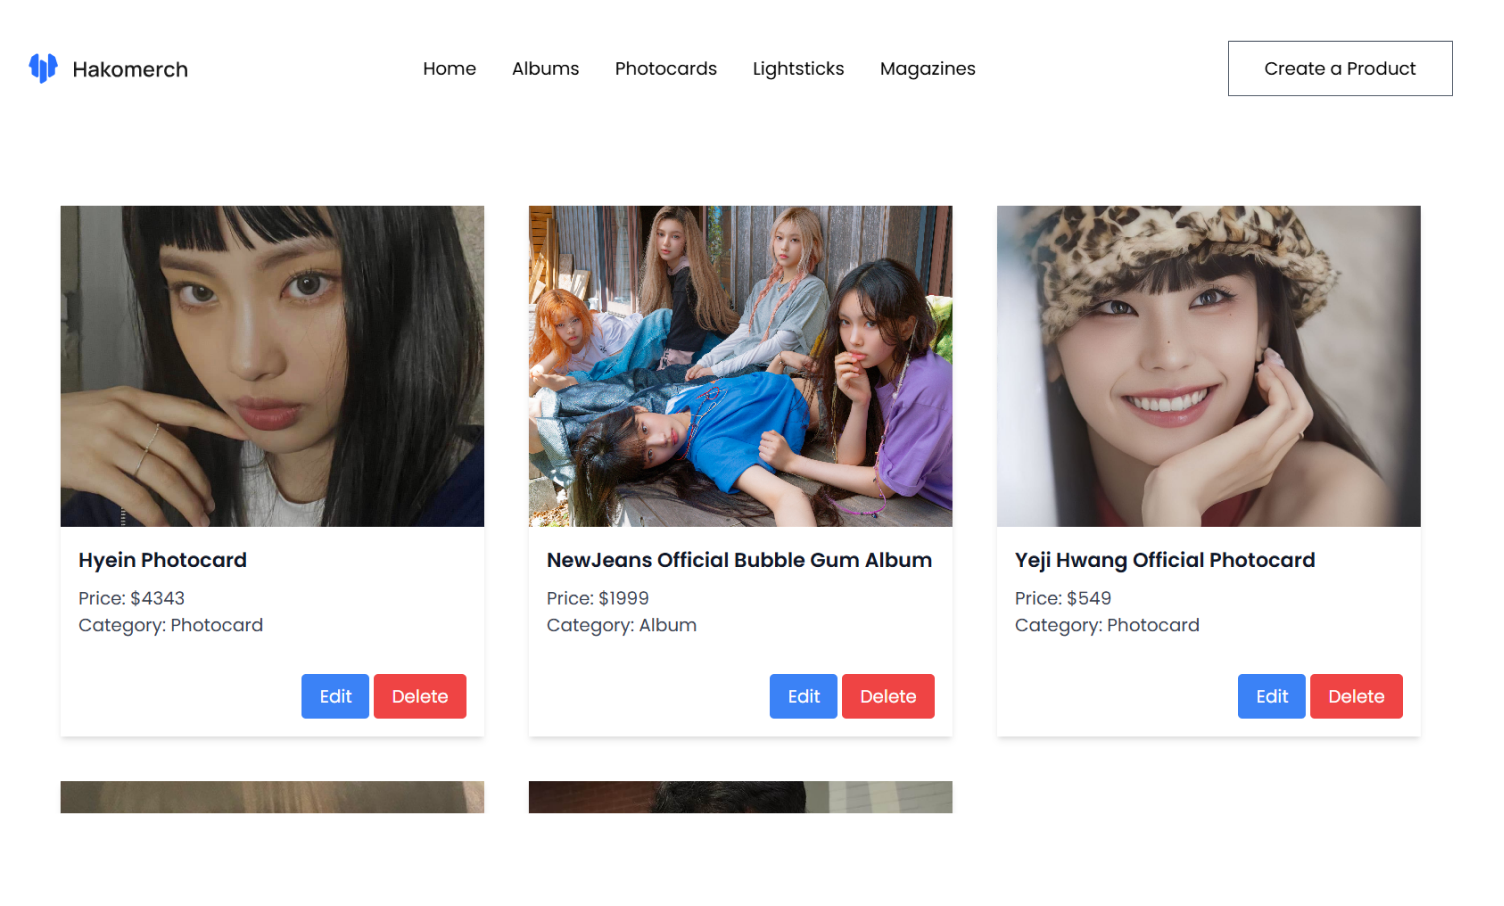 Hakomerch
Home
Albums
Photocards
Lightsticks
Magazines
Create a Product
Hyein Photocard
Price: $4343
Category: Photocard
Edit
Delete
NewJeans Official Bubble Gum Album
Price: $1999
Category: Album
Edit
Delete
Yeji Hwang Official Photocard
Price: $549
Category: Photocard
Edit
Delete